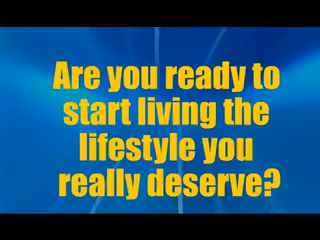 Are you ready to
start living the
lifestyle you
really deserve?